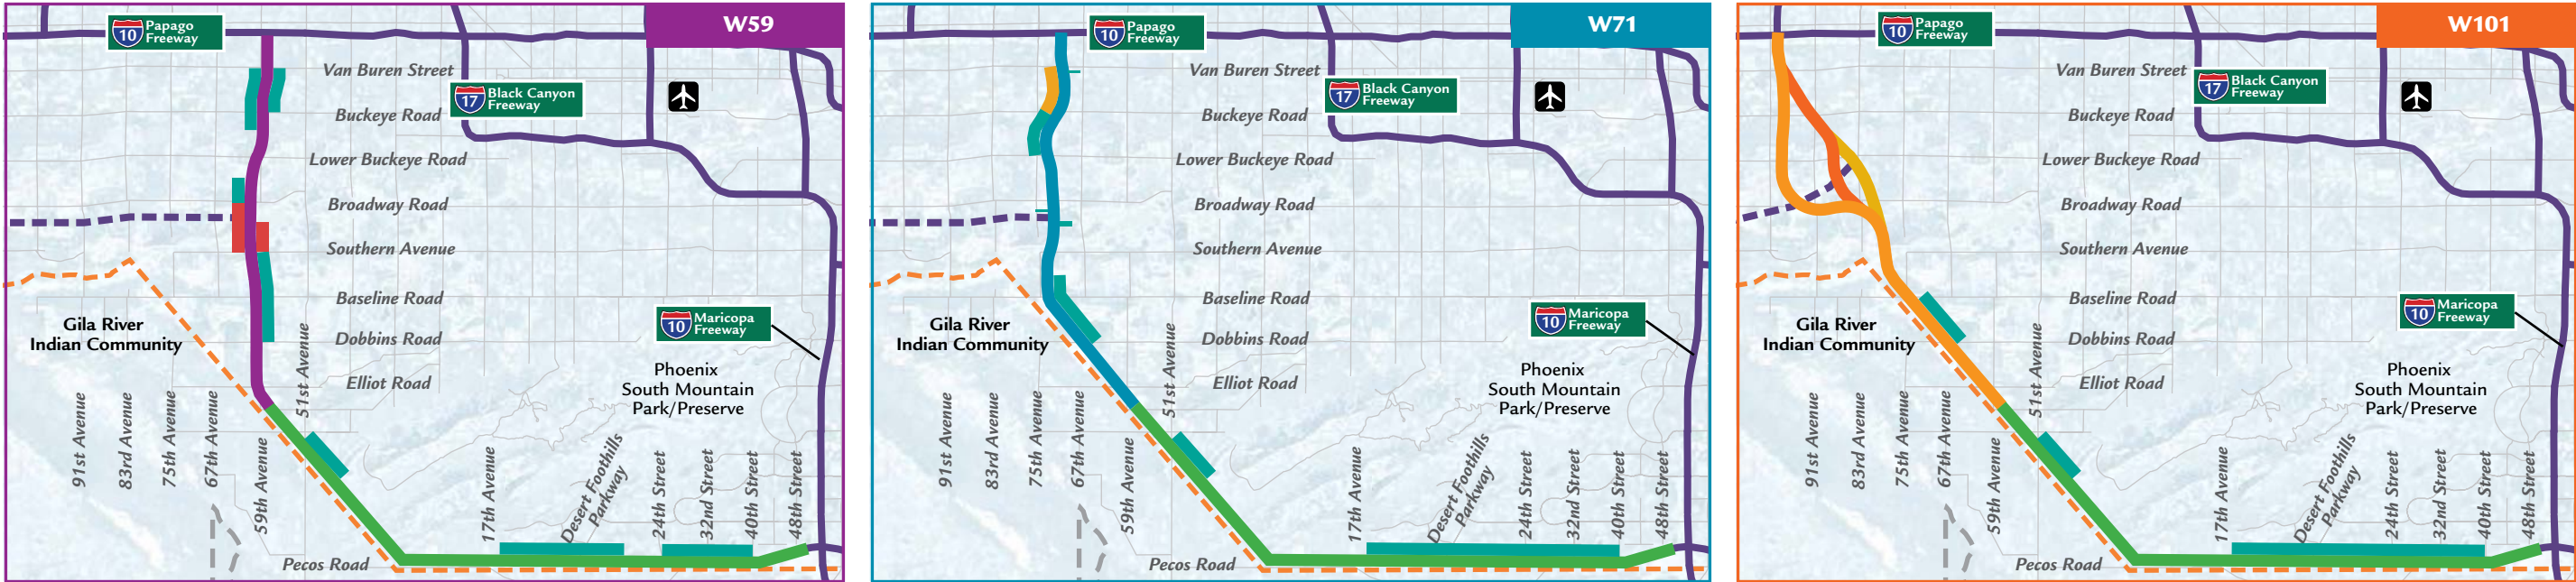 W59
10 Papago
Freeway
Van Buren Street
17 Black Canyon
Freeway
Buckeye Road
Lower Buckeye Road
Broadway Road
Southern Avenue
Baseline Road
Gila River
Indian Community
10 Maricopa
Freeway
Dobbins Road
Elliot Road
Phoenix
South Mountain
Park/Preserve
91st Avenue
83rd Avenue
75th Avenue
67th Avenue
59th Avenue
51st Avenue
17th Avenue
Desert Foothills
Parkway
24th Street
32nd Street
40th Street
48th Street
Pecos Road
W71
10 Papago
Freeway
Van Buren Street
17 Black Canyon
Freeway
Buckeye Road
Lower Buckeye Road
Broadway Road
Southern Avenue
Baseline Road
Gila River
Indian Community
10 Maricopa
Freeway
Dobbins Road
Elliot Road
Phoenix
South Mountain
Park/Preserve
91st Avenue
83rd Avenue
75th Avenue
67th Avenue
59th Avenue
51st Avenue
17th Avenue
Desert Foothills
Parkway
24th Street
32nd Street
40th Street
48th Street
Pecos Road
W101
10 Papago
Freeway
Van Buren Street
17 Black Canyon
Freeway
Buckeye Road
Lower Buckeye Road
Broadway Road
Southern Avenue
Baseline Road
Gila River
Indian Community
10 Maricopa
Freeway
Dobbins Road
Elliot Road
Phoenix
South Mountain
Park/Preserve
91st Avenue
83rd Avenue
75th Avenue
67th Avenue
59th Avenue
51st Avenue
17th Avenue
Desert Foothills
Parkway
24th Street
32nd Street
40th Street
48th Street
Pecos Road